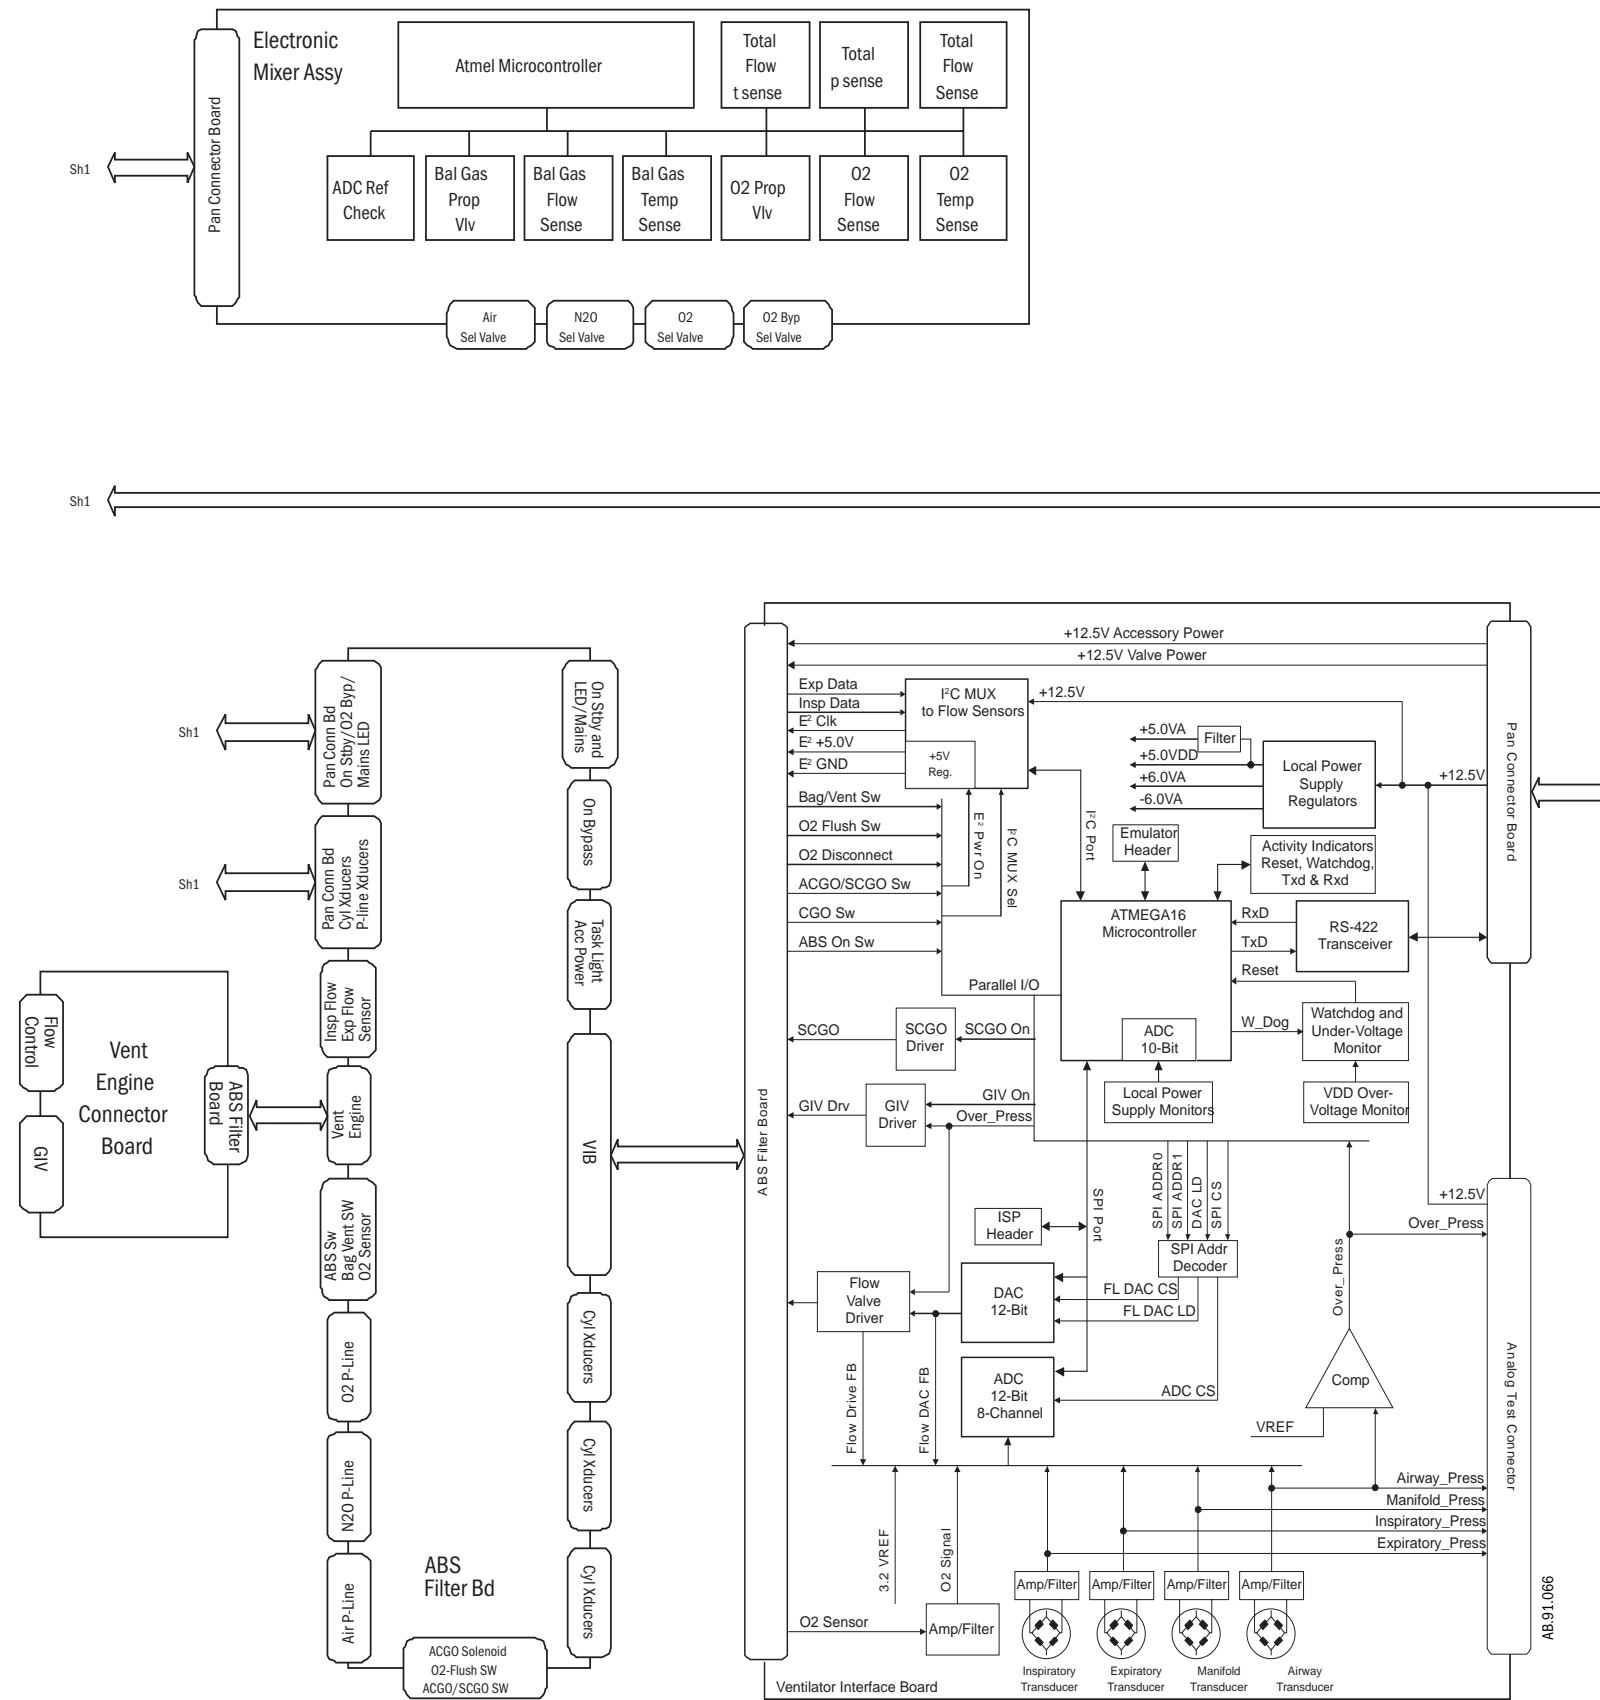 Electronic
Mixer Assy
Pan Connector Board
Sh1
Atmel Microcontroller
Total
Flow
t sense
Total
p sense
Total
Flow
Sense
ADC Ref
Check
Bal Gas
Prop
Vlv
Bal Gas
Flow
Sense
Bal Gas
Temp
Sense
O2 Prop
Vlv
O2
Flow
Sense
O2
Temp
Sense
Air
Sel Valve
N2O
Sel Valve
O2
Sel Valve
O2 Byp
Sel Valve
Sh1
Sh1
Pan Conn Bd
On Stby/O2 Byp/
Mains LED
Sh1
Pan Conn Bd
Cyl Xducers
P-line Xducers
Insp Flow
Exp Flow
Sensor
Vent
Engine
ABS Sw
Bag Vent SW
O2 Sensor
O2 P-Line
N2O P-Line
Air P-Line
Flow
Control
GIV
Vent
Engine
Connector
Board
ABS Filter
Board
On Stby and
LED/Mains
On Bypass
Task Light
Acc Power
VIB
Cyl Xducers
Cyl Xducers
Cyl Xducers
ABS
Filter Bd
ACGO Solenoid
O2-Flush SW
ACGO/SCGO SW
ABS Filter Board
+12.5V Accessory Power
+12.5V Valve Power
Exp Data
Insp Data
E² Clk
E² +5.0V
E² GND
I²C MUX
to Flow Sensors
+5V
Reg.
+12.5V
Bag/Vent Sw
O2 Flush Sw
O2 Disconnect
ACGO/SCGO Sw
CGO Sw
ABS On Sw
E² Pwr On
I²C MUX Sel
I²C Port
+5.0VA
Filter
+5.0VDD
+6.0VA
-6.0VA
Local Power
Supply
Regulators
+12.5V
Pan Connector Board
Emulator
Header
Activity Indicators
Reset, Watchdog,
Txd & Rxd
ATMEGA16
Microcontroller
RxD
TxD
RS-422
Transceiver
Reset
W_Dog
Watchdog and
Under-Voltage
Monitor
VDD Over-
Voltage Monitor
Parallel I/O
ADC
10-Bit
Local Power
Supply Monitors
SCGO
SCGO
Driver
SCGO On
GIV Drv
GIV
Driver
GIV On
Over_Press
SPI Port
ISP
Header
SPI ADDR0
SPI ADDR1
DAC LD
SPI CS
SPI Addr
Decoder
+12.5V
Over_Press
Over_ Press
Flow
Valve
Driver
DAC
12-Bit
FL DAC CS
FL DAC LD
ADC
12-Bit
8-Channel
ADC CS
Flow Drive FB
Flow DAC FB
Comp
VREF
Analog Test Connector
Airway_Press
Manifold_Press
Inspiratory_Press
Expiratory_Press
3.2 VREF
O2 Signal
O2 Sensor
Amp/Filter
Amp/Filter
Amp/Filter
Amp/Filter
Amp/Filter
Inspiratory
Transducer
Expiratory
Transducer
Manifold
Transducer
Airway
Transducer
Ventilator Interface Board
AB.91.066